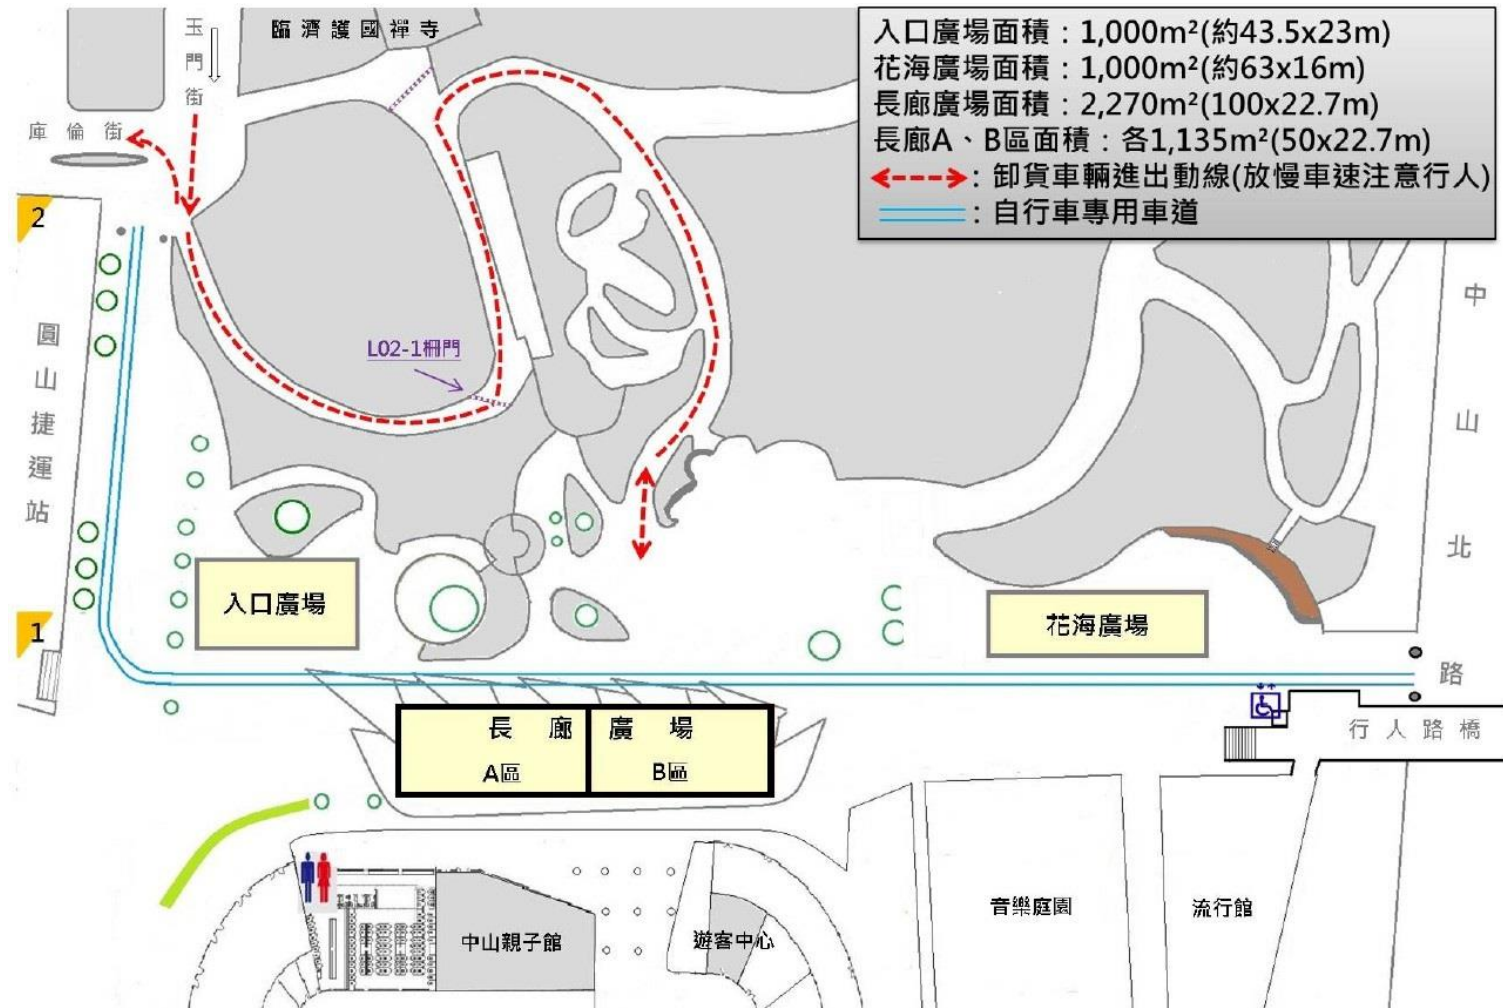 臨濟護國禪寺
玉門街
入口廣場面積：1,000m²(約43.5x23m)
花海廣場面積：1,000m²(約63x16m)
長廊廣場面積：2,270m²(100x22.7m)
長廊A、B區面積：各1,135m²(50x22.7m)
：卸貨車輛進出動線(放慢車速注意行人)
：自行車專用車道
庫倫街
2
圓山捷運站
L02-1柵門
中山北路
1
入口廣場
花海廣場
長廊廣場
A區
B區
行人路橋
中山親子館
遊客中心
音樂庭園
流行館